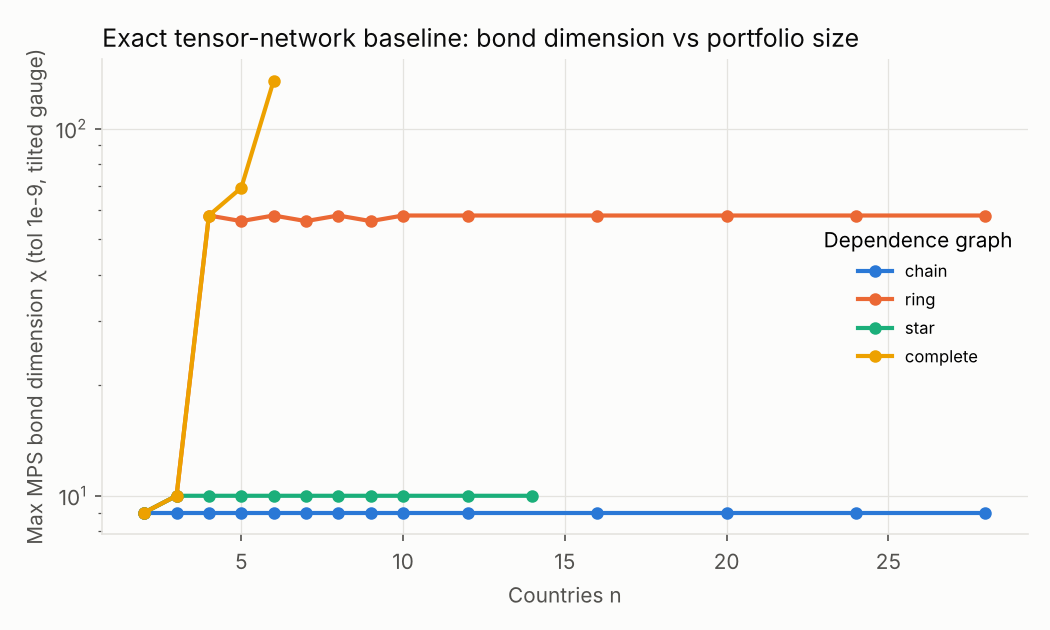 Exact tensor-network baseline: bond dimension vs portfolio size
Max MPS bond dimension χ (tol 1e-9, tilted gauge)
10²
10¹
Dependence graph
chain
ring
star
complete
5
10
15
20
25
Countries n